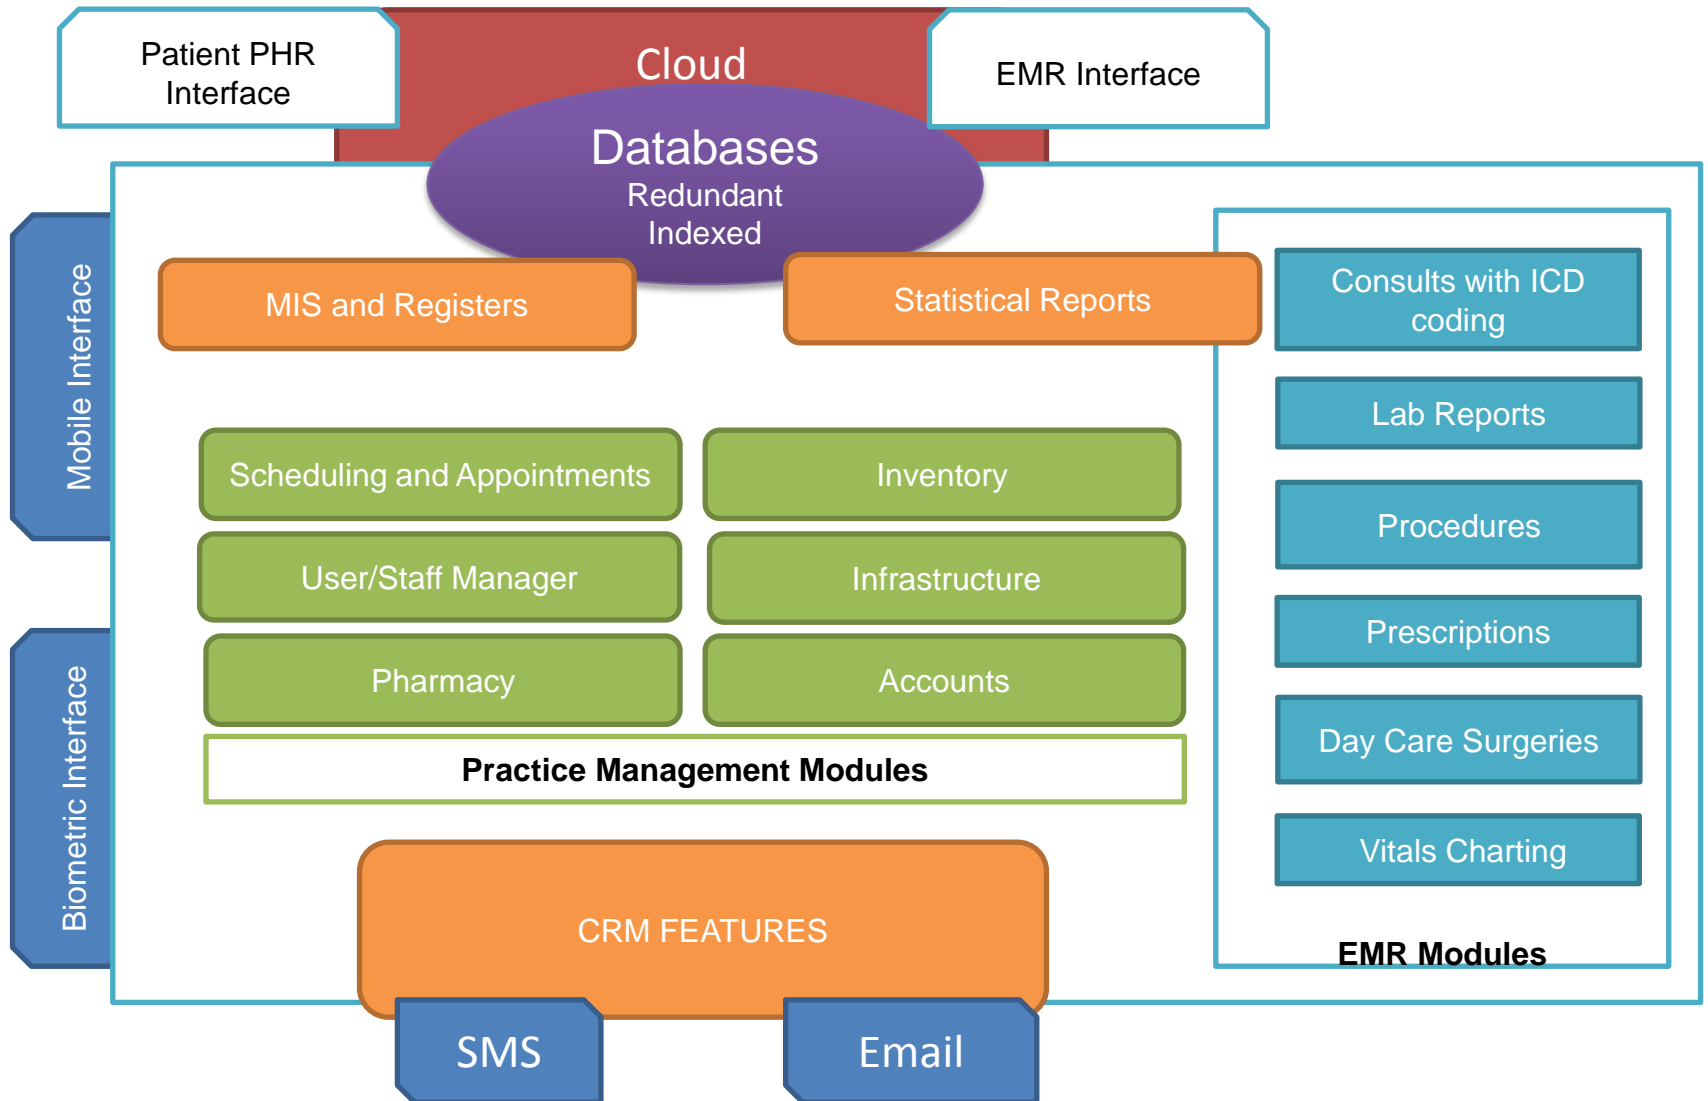 Patient PHR
Interface
Cloud
EMR Interface
Databases
Redundant
Indexed
Mobile Interface
Biometric Interface
MIS and Registers
Statistical Reports
Scheduling and Appointments
Inventory
User/Staff Manager
Infrastructure
Pharmacy
Accounts
Practice Management Modules
Consults with ICD
coding
Lab Reports
Procedures
Prescriptions
Day Care Surgeries
Vitals Charting
EMR Modules
CRM FEATURES
SMS
Email